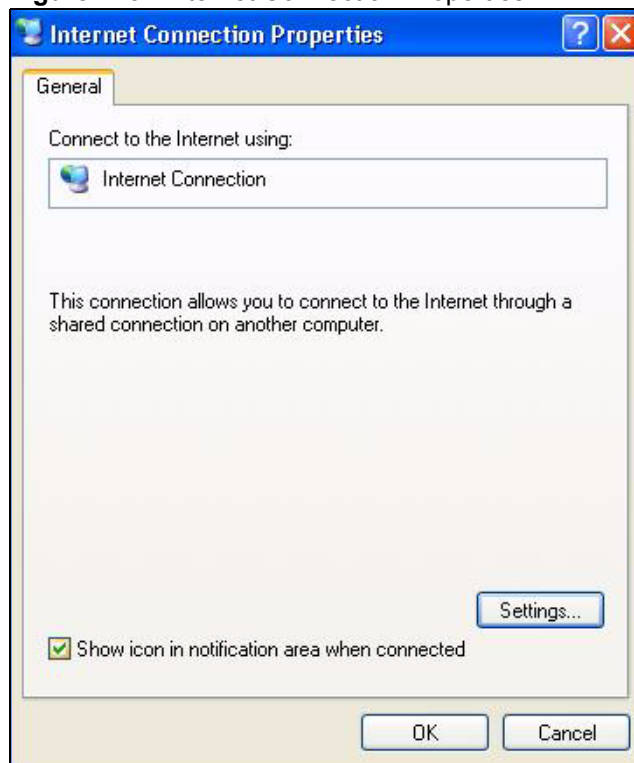 Internet Connection Properties
General
Connect to the Internet using:
Internet Connection
This connection allows you to connect to the Internet through a
shared connection on another computer.
Settings...
Show icon in notification area when connected
OK
Cancel